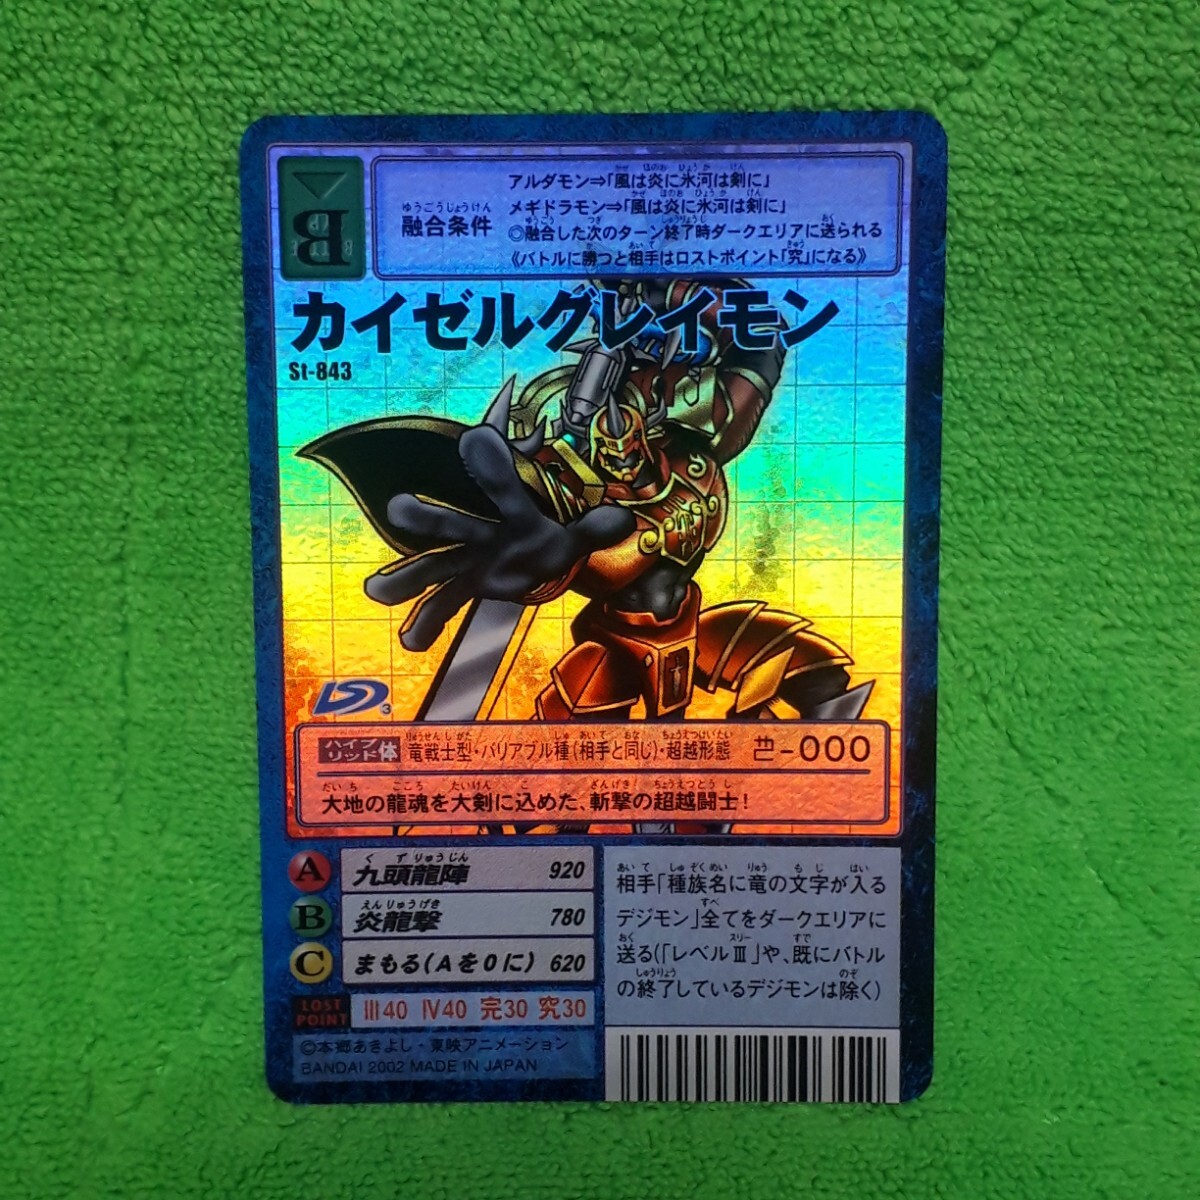 アルダモン⇒「風は炎に氷河は剣に」
メギドラモン⇒「風は炎に氷河は剣に」
融合条件
◎融合した次のターン終了時ダークエリアに送られる
《バトルに勝つと相手はロストポイント「究」になる》
B
カイゼルグレイモン
St-843
3
ハイブリッド体 竜戦士型・バリアブル種(相手と同じ)・超越形態
-000
大地の龍魂を大剣に込めた、斬撃の超越闘士!
A 九頭龍陣 920
B 炎龍撃 780
C まもる(Aを0に) 620
LOST POINT Ⅲ40 Ⅳ40 完30 究30
相手「種族名に竜の文字が入る
デジモン」全てをダークエリアに
送る(「レベルⅢ」や、既にバトル
の終了しているデジモンは除く)
©本郷あきよし・東映アニメーション
BANDAI 2002 MADE IN JAPAN